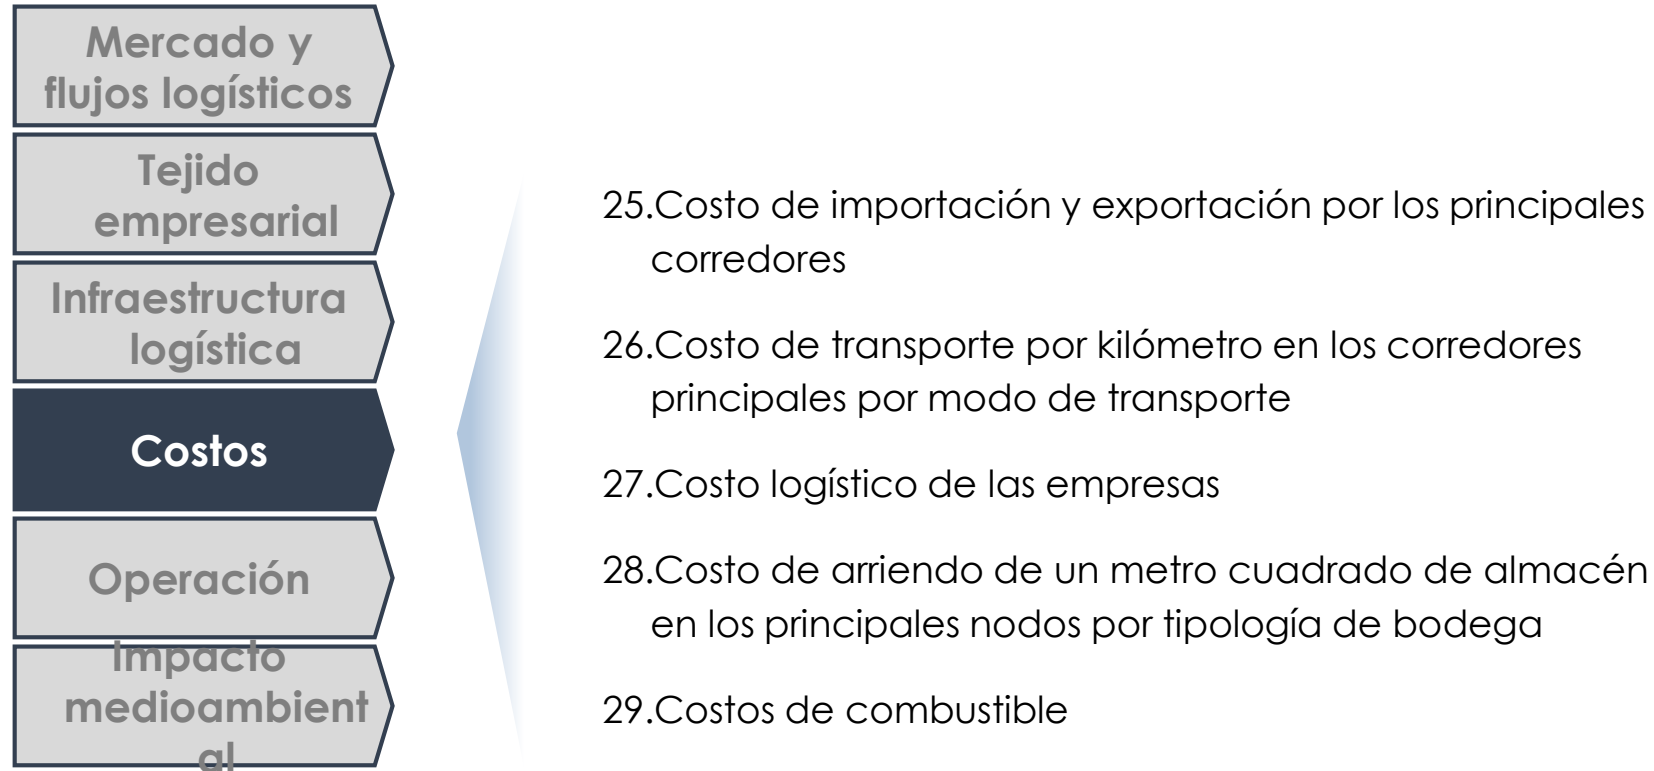 Mercado y
flujos logísticos
Tejido
empresarial
Infraestructura
logística
Costos
Operación
Impacto
medioambient
al
25.Costo de importación y exportación por los principales
corredores
26.Costo de transporte por kilómetro en los corredores
principales por modo de transporte
27.Costo logístico de las empresas
28.Costo de arriendo de un metro cuadrado de almacén
en los principales nodos por tipología de bodega
29.Costos de combustible